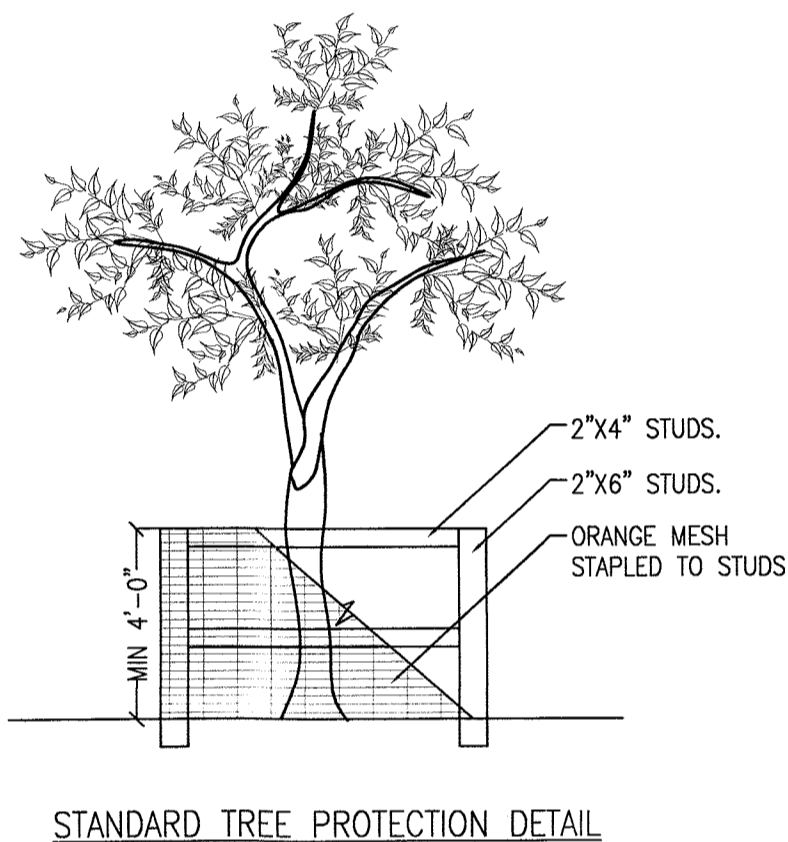 2"X4" STUDS.
2"X6" STUDS.
ORANGE MESH
STAPLED TO STUDS
MIN 4'-0"
STANDARD TREE PROTECTION DETAIL